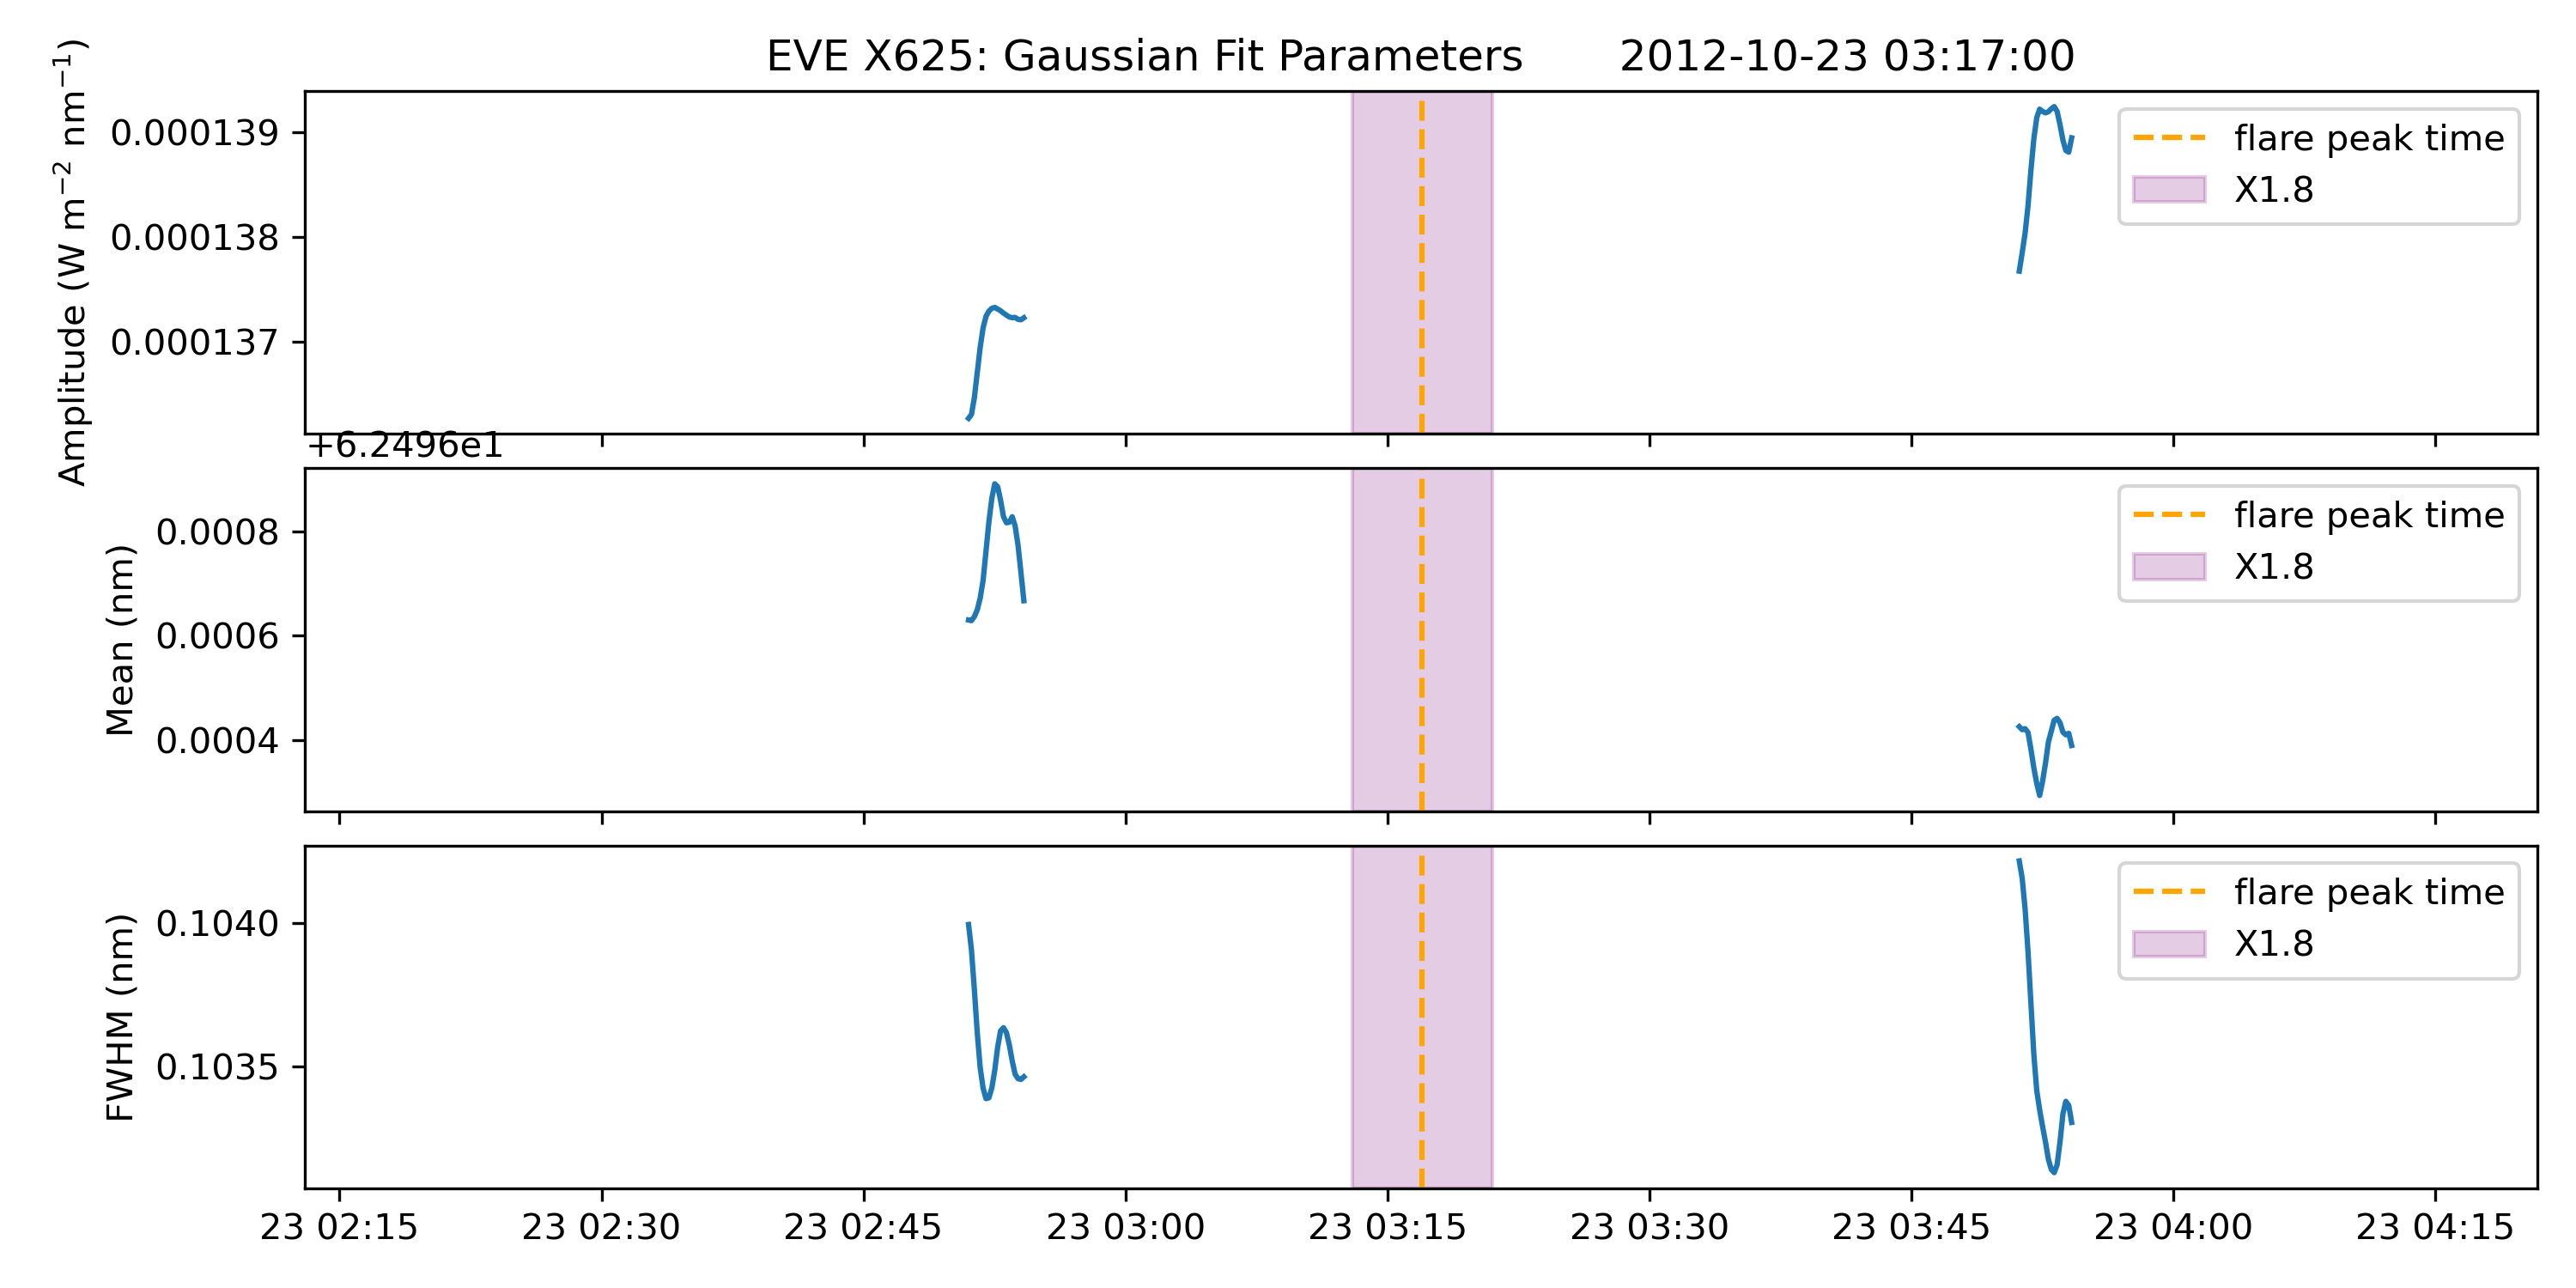 EVE X625: Gaussian Fit Parameters 2012-10-23 03:17:00
Amplitude (W m⁻² nm⁻¹)
0.000139
0.000138
0.000137
flare peak time
X1.8
+6.2496e1
Mean (nm)
0.0008
0.0006
0.0004
flare peak time
X1.8
FWHM (nm)
0.1040
0.1035
flare peak time
X1.8
23 02:15 23 02:30 23 02:45 23 03:00 23 03:15 23 03:30 23 03:45 23 04:00 23 04:15